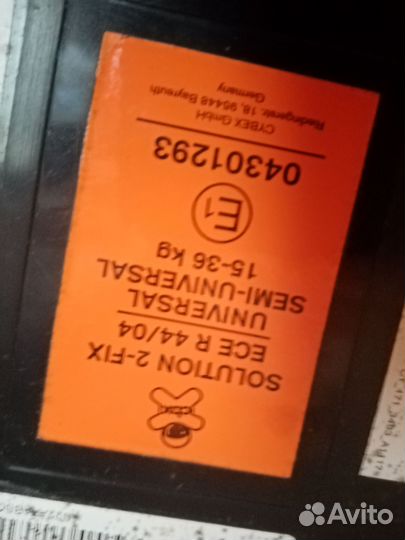 SOLUTION 2-FIX
ECE R 44/04
UNIVERSAL
SEMI-UNIVERSAL
15-36 kg
E1
04301293
CYBEX GmbH
Riedingerstr. 18, 95448 Bayreuth
Germany
Avito